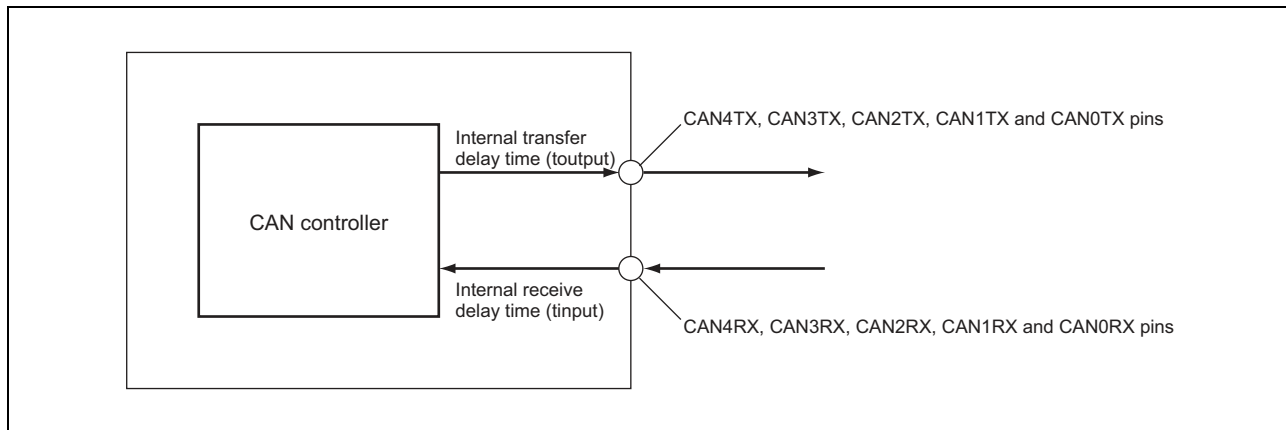 CAN4TX, CAN3TX, CAN2TX, CAN1TX and CAN0TX pins
Internal transfer
delay time (toutput)
CAN controller
Internal receive
delay time (tinput)
CAN4RX, CAN3RX, CAN2RX, CAN1RX and CAN0RX pins